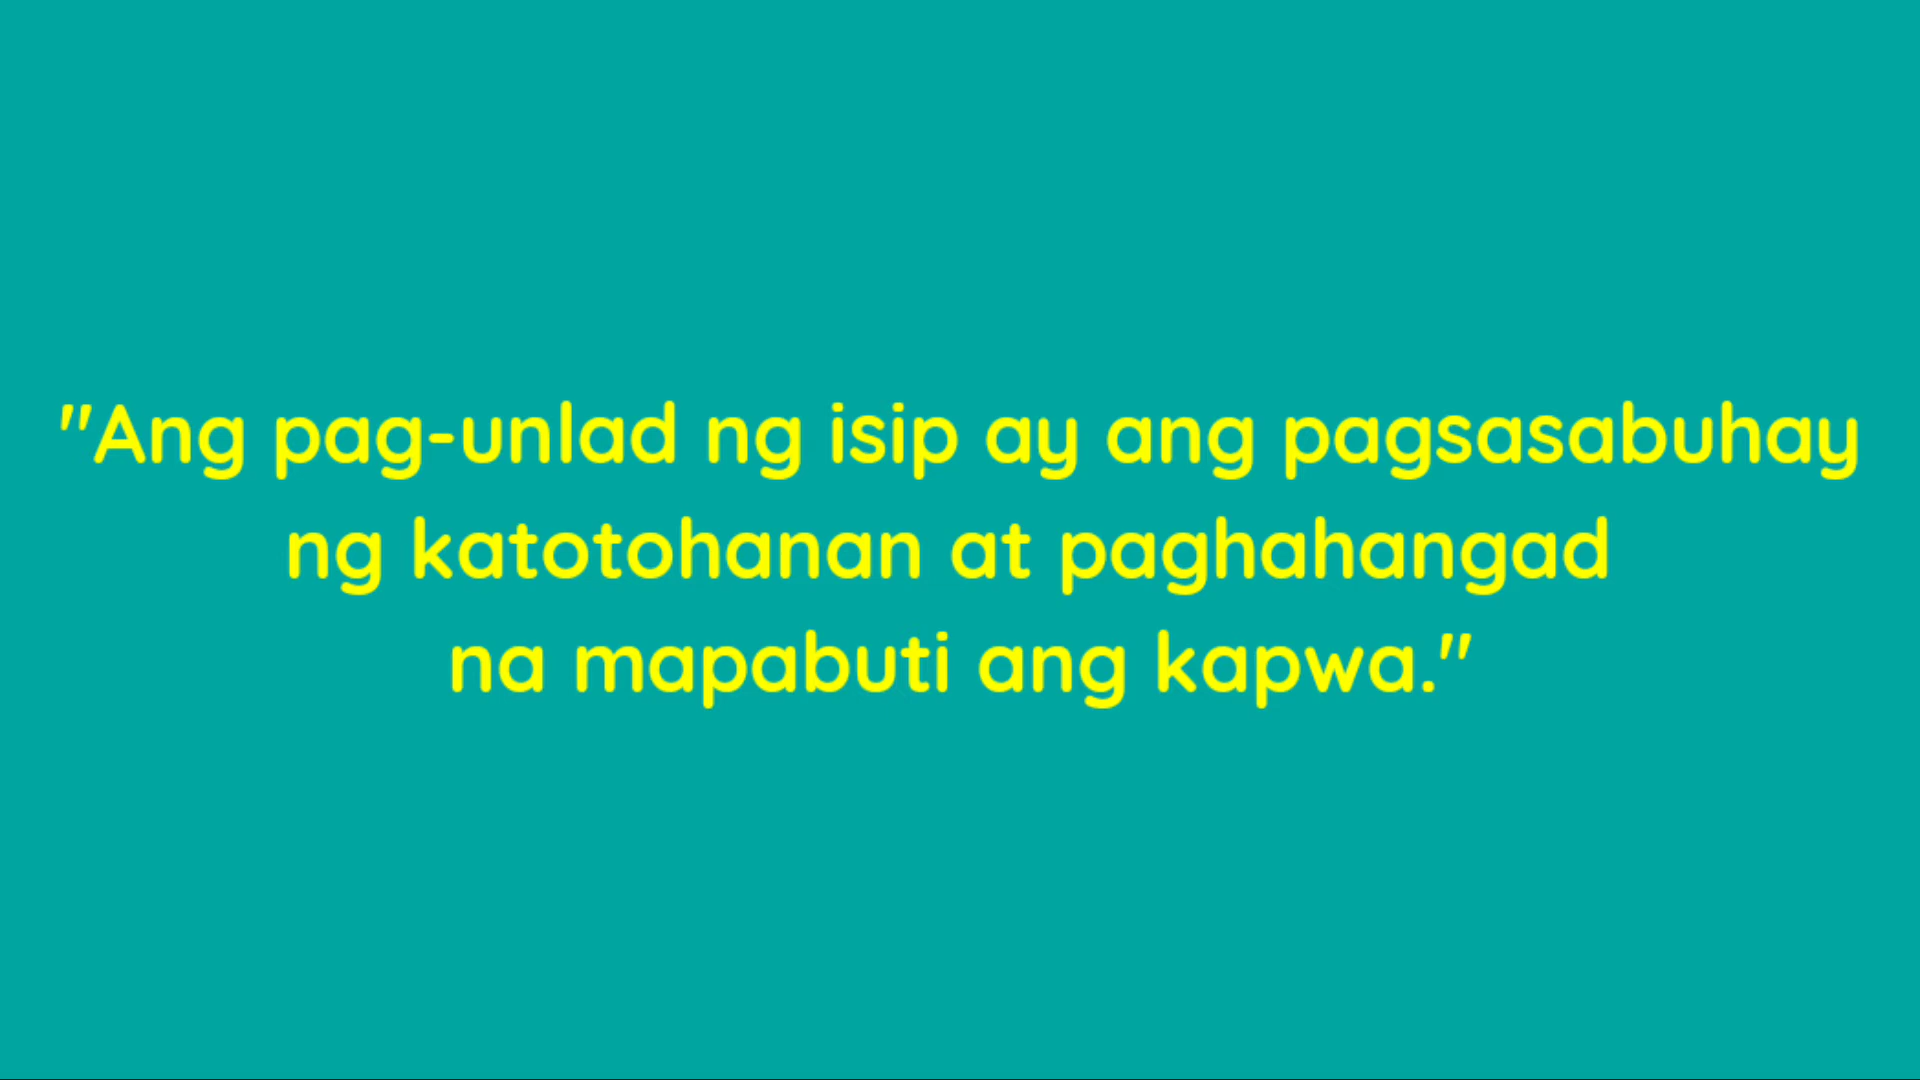 "Ang pag-unlad ng isip ay ang pagsasabuhay
ng katotohanan at paghahangad
na mapabuti ang kapwa."